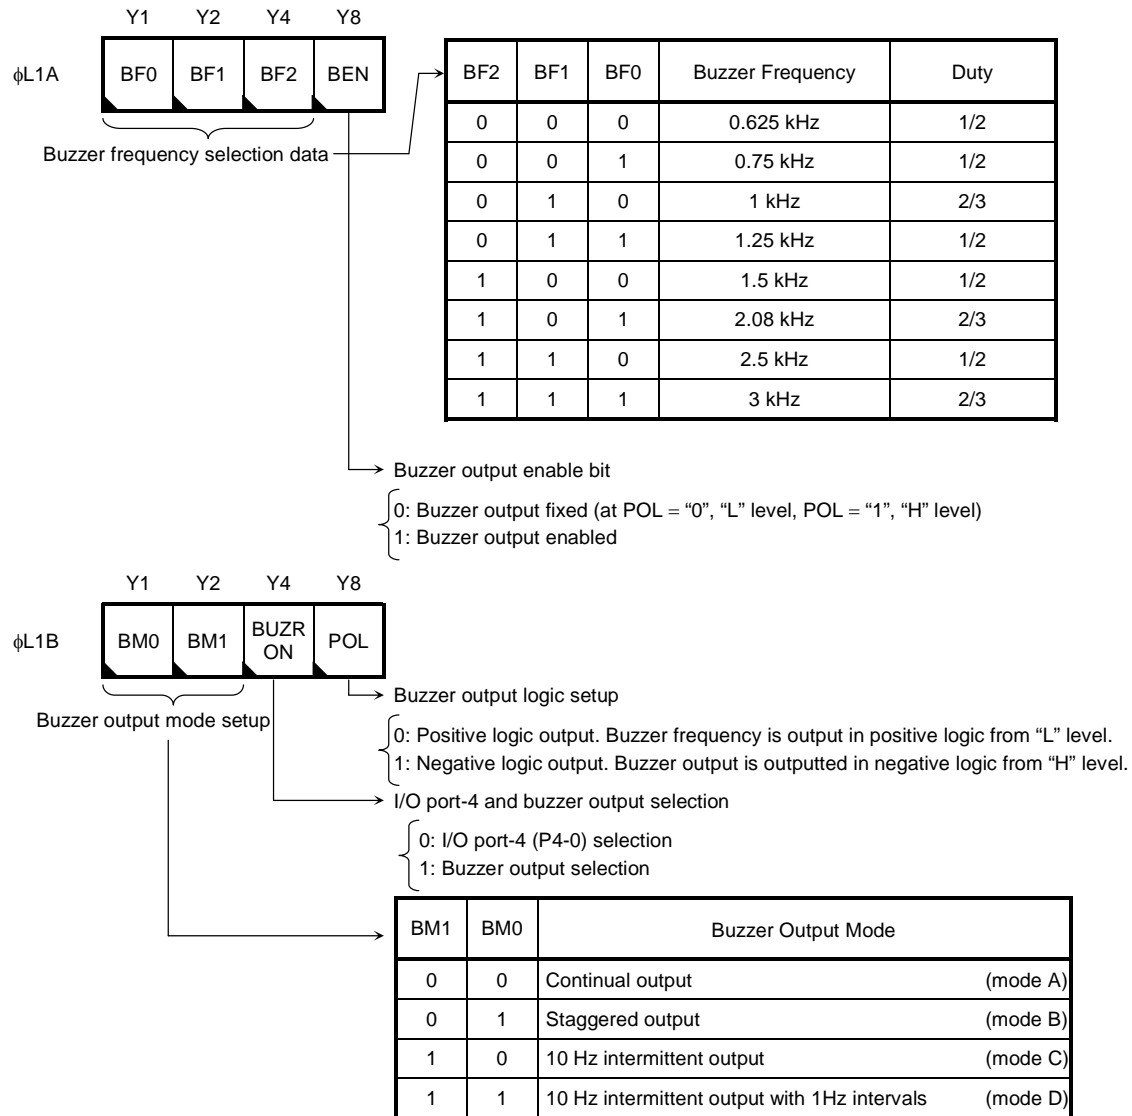 Y1 Y2 Y4 Y8
ϕL1A BF0 BF1 BF2 BEN
Buzzer frequency selection data
BF2 BF1 BF0 Buzzer Frequency Duty
0 0 0 0.625 kHz 1/2
0 0 1 0.75 kHz 1/2
0 1 0 1 kHz 2/3
0 1 1 1.25 kHz 1/2
1 0 0 1.5 kHz 1/2
1 0 1 2.08 kHz 2/3
1 1 0 2.5 kHz 1/2
1 1 1 3 kHz 2/3
Buzzer output enable bit
0: Buzzer output fixed (at POL = “0”, “L” level, POL = “1”, “H” level)
1: Buzzer output enabled
Y1 Y2 Y4 Y8
ϕL1B BM0 BM1 BUZR ON POL
Buzzer output mode setup
Buzzer output logic setup
0: Positive logic output. Buzzer frequency is output in positive logic from “L” level.
1: Negative logic output. Buzzer output is outputted in negative logic from “H” level.
I/O port-4 and buzzer output selection
0: I/O port-4 (P4-0) selection
1: Buzzer output selection
BM1 BM0 Buzzer Output Mode
0 0 Continual output (mode A)
0 1 Staggered output (mode B)
1 0 10 Hz intermittent output (mode C)
1 1 10 Hz intermittent output with 1Hz intervals (mode D)